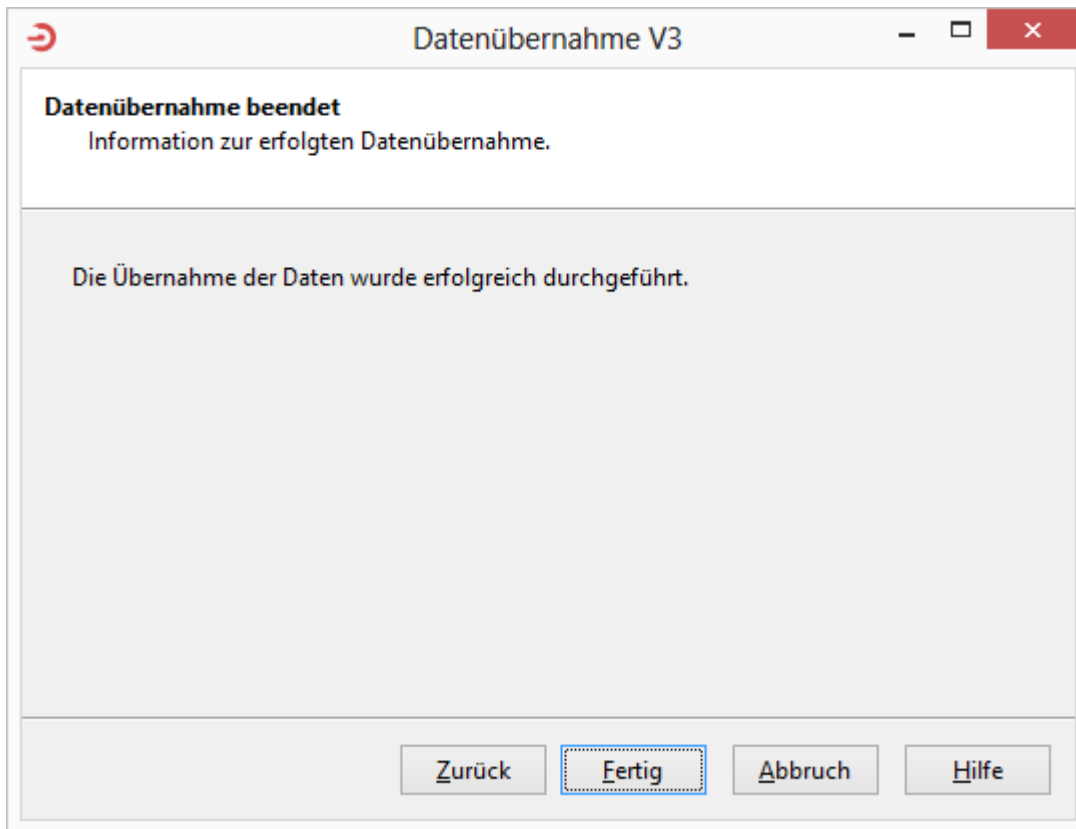 Datenübernahme V3
Datenübernahme beendet
Information zur erfolgten Datenübernahme.
Die Übernahme der Daten wurde erfolgreich durchgeführt.
Zurück Fertig Abbruch Hilfe